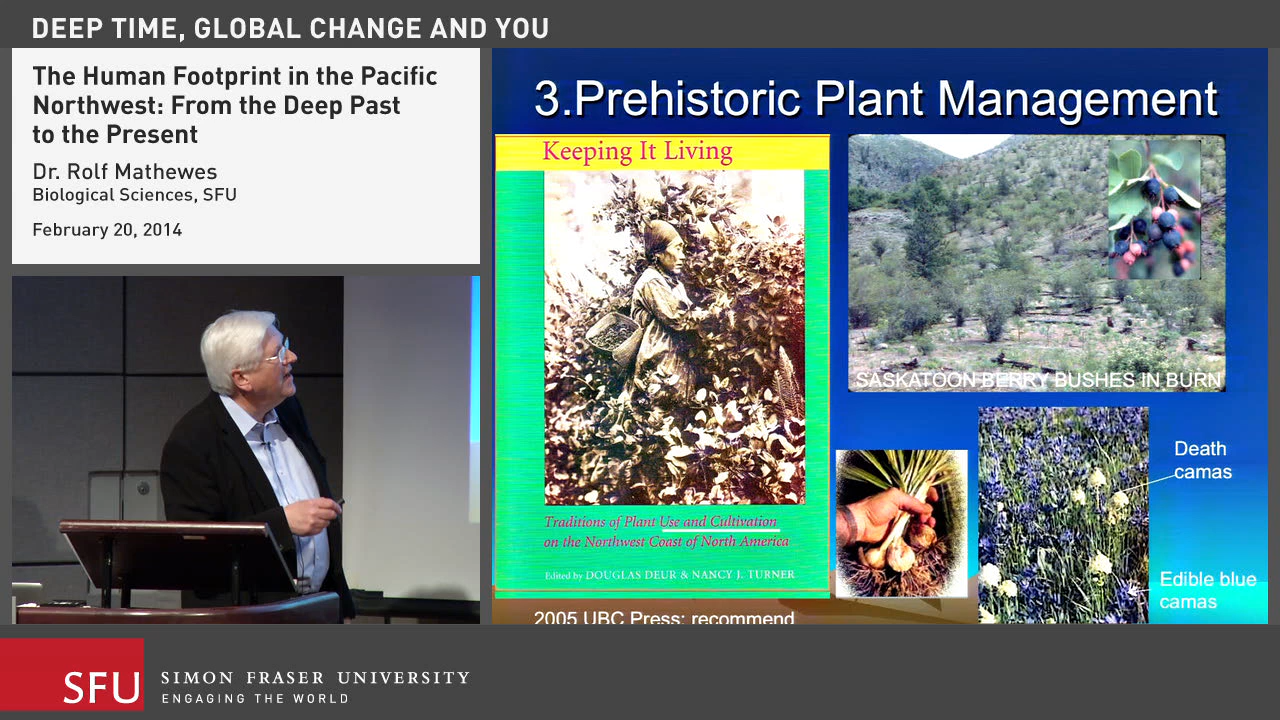 DEEP TIME, GLOBAL CHANGE AND YOU
The Human Footprint in the Pacific
Northwest: From the Deep Past
to the Present
Dr. Rolf Mathewes
Biological Sciences, SFU
February 20, 2014
3.Prehistoric Plant Management
Keeping It Living
Traditions of Plant Use and Cultivation
on the Northwest Coast of North America
Edited by DOUGLAS DEUR & NANCY J. TURNER
2005 UBC Press: recommend
SASKATOON BERRY BUSHES IN BURN
Death
camas
Edible blue
camas
SFU
SIMON FRASER UNIVERSITY
ENGAGING THE WORLD